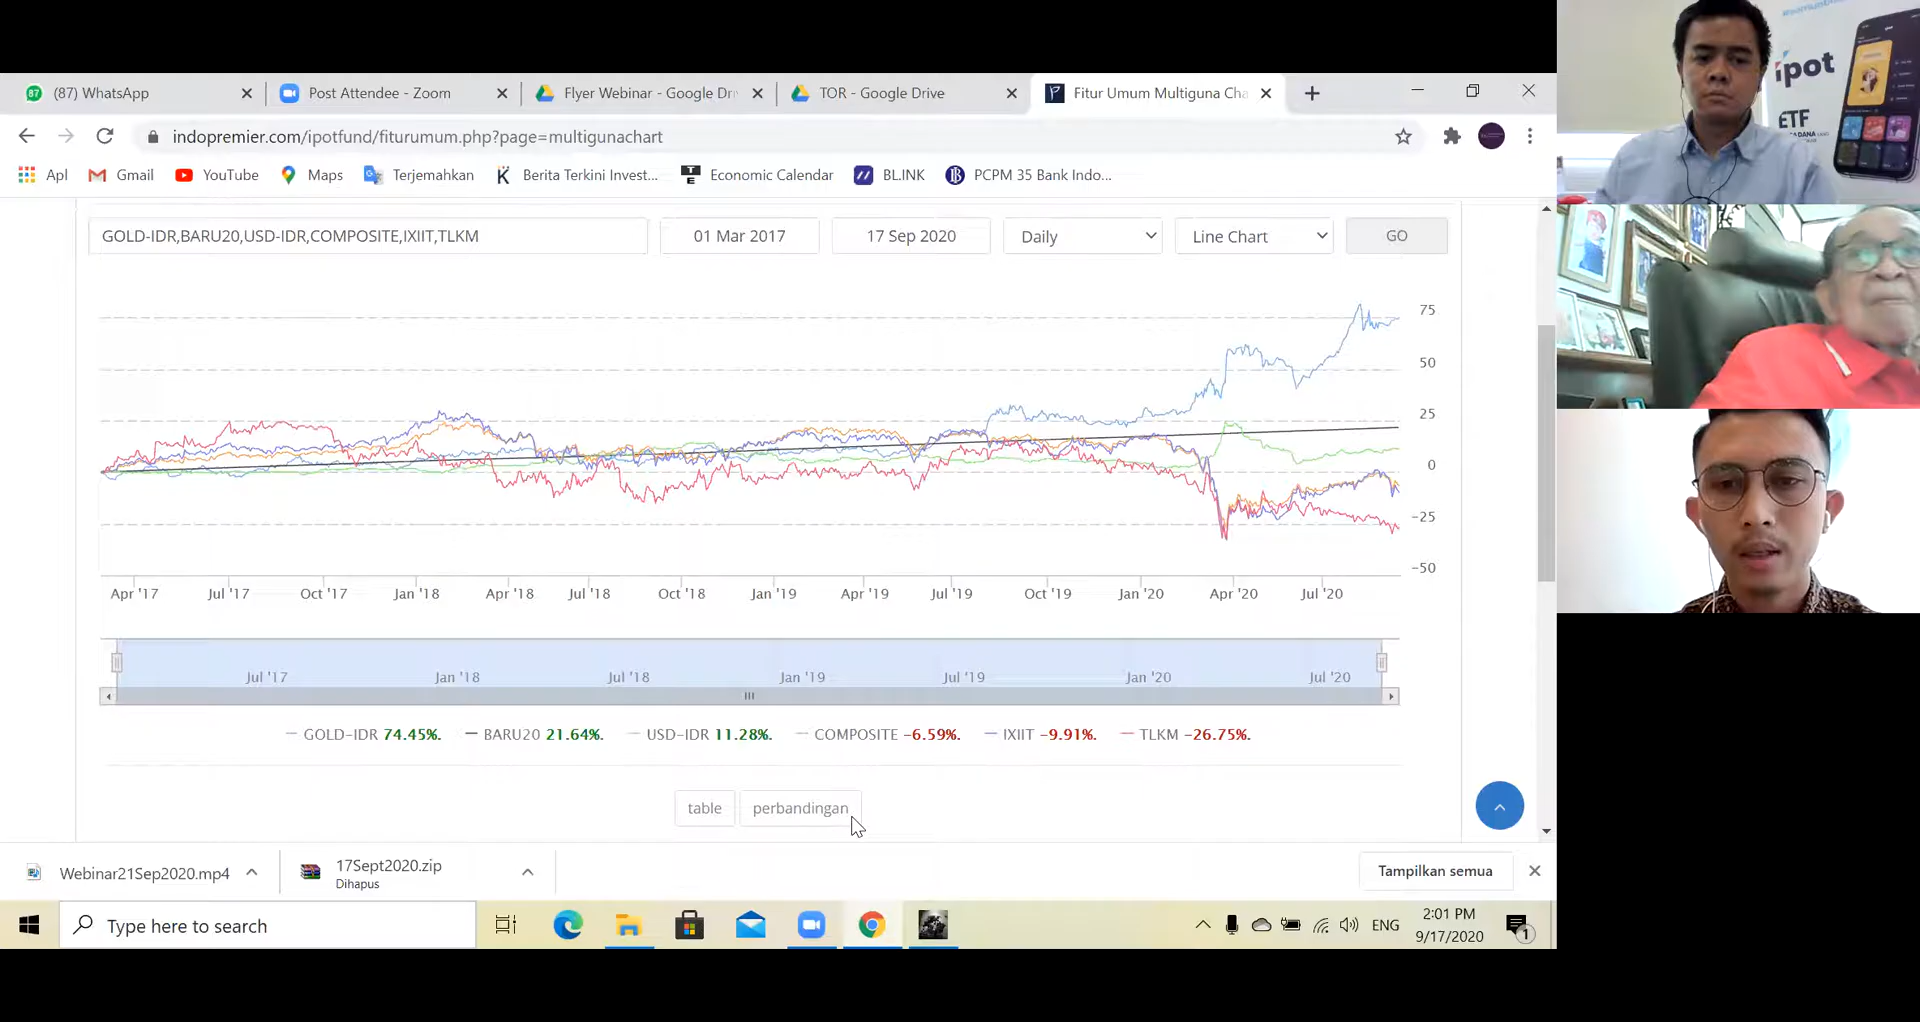 (87) WhatsApp
Post Attendee - Zoom
Flyer Webinar - Google Dri
TOR - Google Drive
Fitur Umum Multiguna Cha
indopremier.com/ipotfund/fiturumum.php?page=multigunachart
Apl
Gmail
YouTube
Maps
Terjemahkan
Berita Terkini Invest...
Economic Calendar
BL.INK
PCPM 35 Bank Indo...
GOLD-IDR,BARU20,USD-IDR,COMPOSITE,IXIIT,TLKM
01 Mar 2017
17 Sep 2020
Daily
Line Chart
GO
75
50
25
0
-25
-50
Apr '17 Jul '17 Oct '17 Jan '18 Apr '18 Jul '18 Oct '18 Jan '19 Apr '19 Jul '19 Oct '19 Jan '20 Apr '20 Jul '20
Jul '17 Jan '18 Jul '18 Jan '19 Jul '19 Jan '20 Jul '20
GOLD-IDR 74.45%. BARU20 21.64%. USD-IDR 11.28%. COMPOSITE -6.59%. IXIIT -9.91%. TLKM -26.75%.
table
perbandingan
Webinar21Sep2020.mp4
17Sept2020.zip
Dihapus
Tampilkan semua
Type here to search
ENG
2:01 PM
9/17/2020
1
ipot
ETF